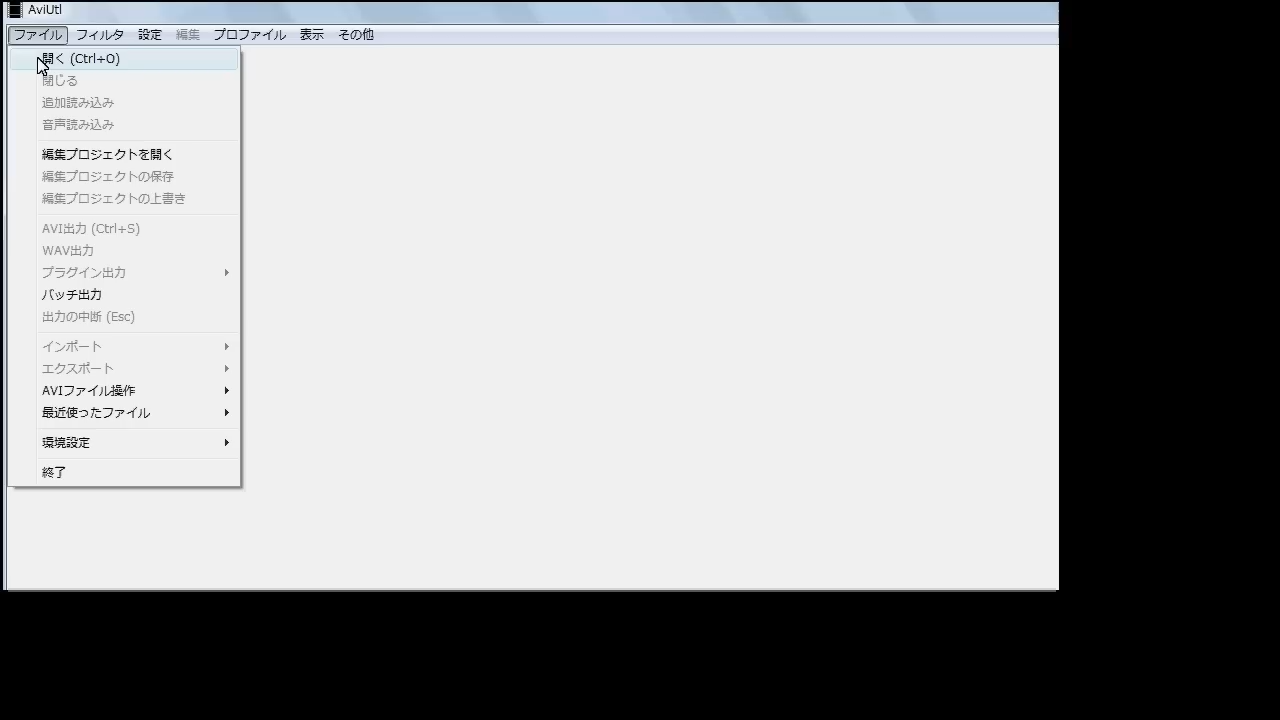 AviUtl
ファイル フィルタ 設定 編集 プロファイル 表示 その他
開く (Ctrl+O)
閉じる
追加読み込み
音声読み込み
編集プロジェクトを開く
編集プロジェクトの保存
編集プロジェクトの上書き
AVI出力 (Ctrl+S)
WAV出力
プラグイン出力
バッチ出力
出力の中断 (Esc)
インポート
エクスポート
AVIファイル操作
最近使ったファイル
環境設定
終了